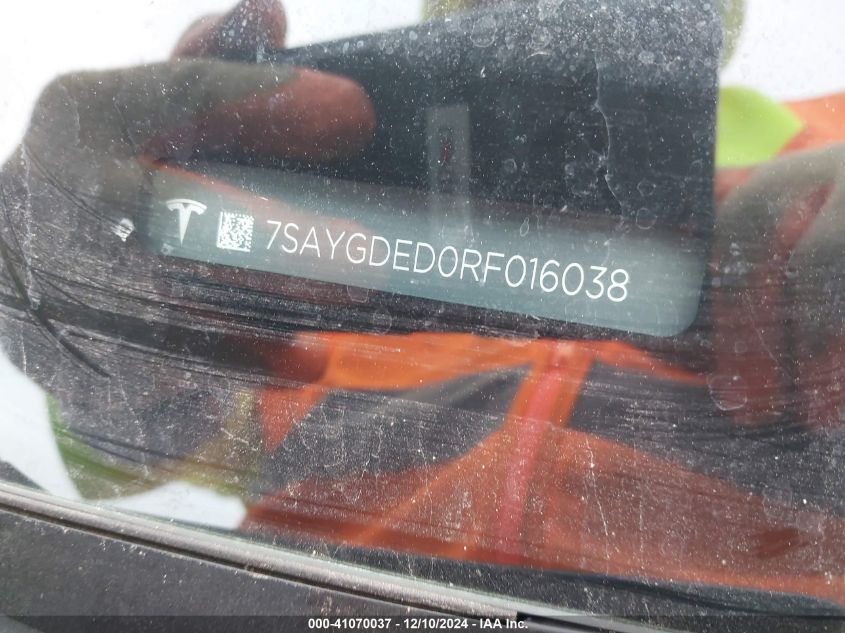 7SAYGDED0RF016038
000-41070037 - 12/10/2024 - IAA Inc.